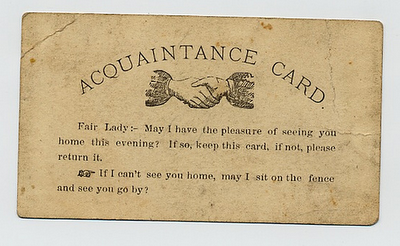 ACQUAINTANCE CARD.
Fair Lady:- May I have the pleasure of seeing you
home this evening? If so, keep this card, if not, please
return it.
☞ If I can't see you home, may I sit on the fence
and see you go by?